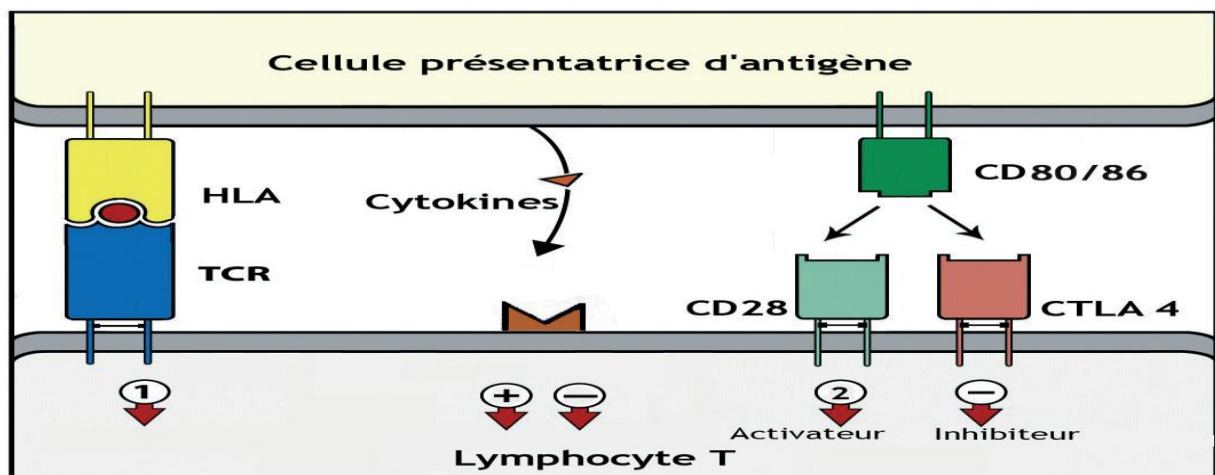 Cellule présentatrice d'antigène
HLA
Cytokines
CD80/86
TCR
CD28
CTLA 4
1
+
−
2
−
Activateur
Inhibiteur
Lymphocyte T